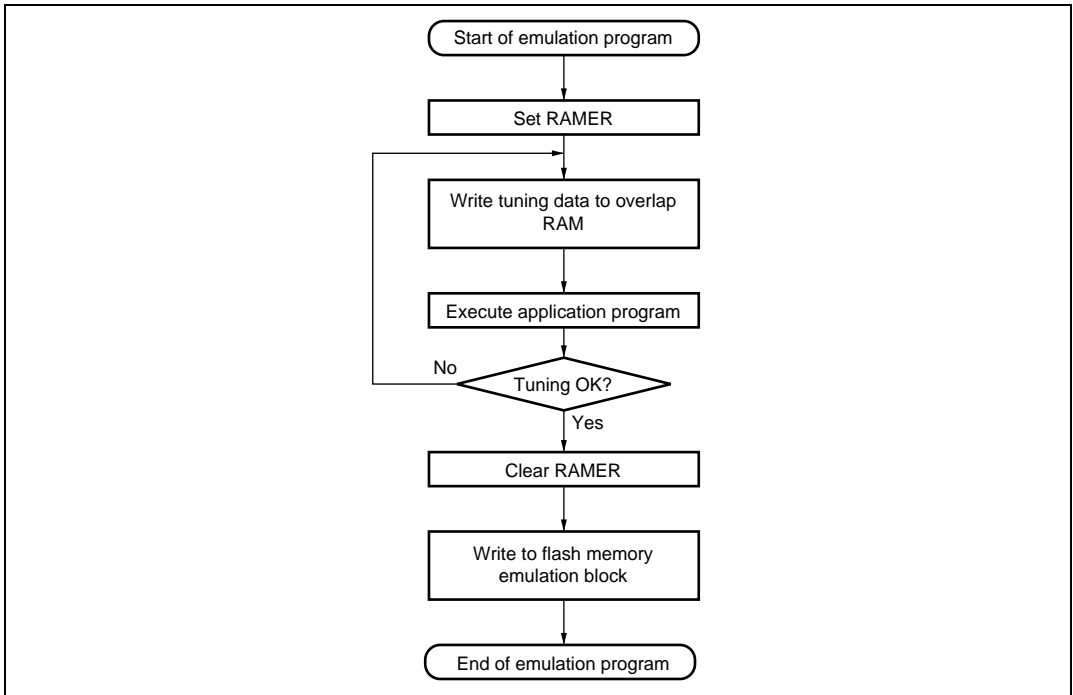 Start of emulation program
Set RAMER
Write tuning data to overlap
RAM
Execute application program
No
Tuning OK?
Yes
Clear RAMER
Write to flash memory
emulation block
End of emulation program